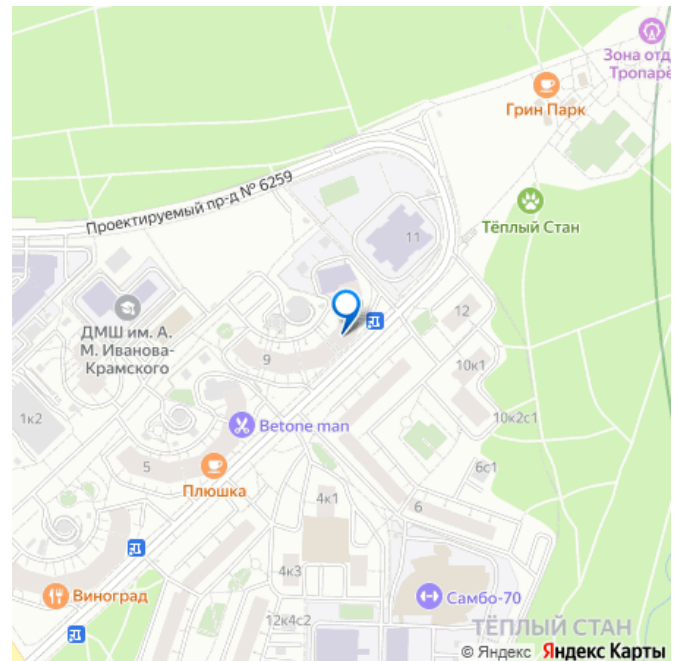 Зона отд
Тропарё
Грин Парк
Проектируемый пр-д № 6259
Тёплый Стан
11
ДМШ им. А.
М. Иванова-
Крамского
12
9
10к1
1к2
10к2с1
Betone man
5
6с1
Плюшка
4к1
6
4к3
Самбо-70
Виноград
12к4с2
ТЁПЛЫЙ СТАН
© Яндекс Яндекс Карты